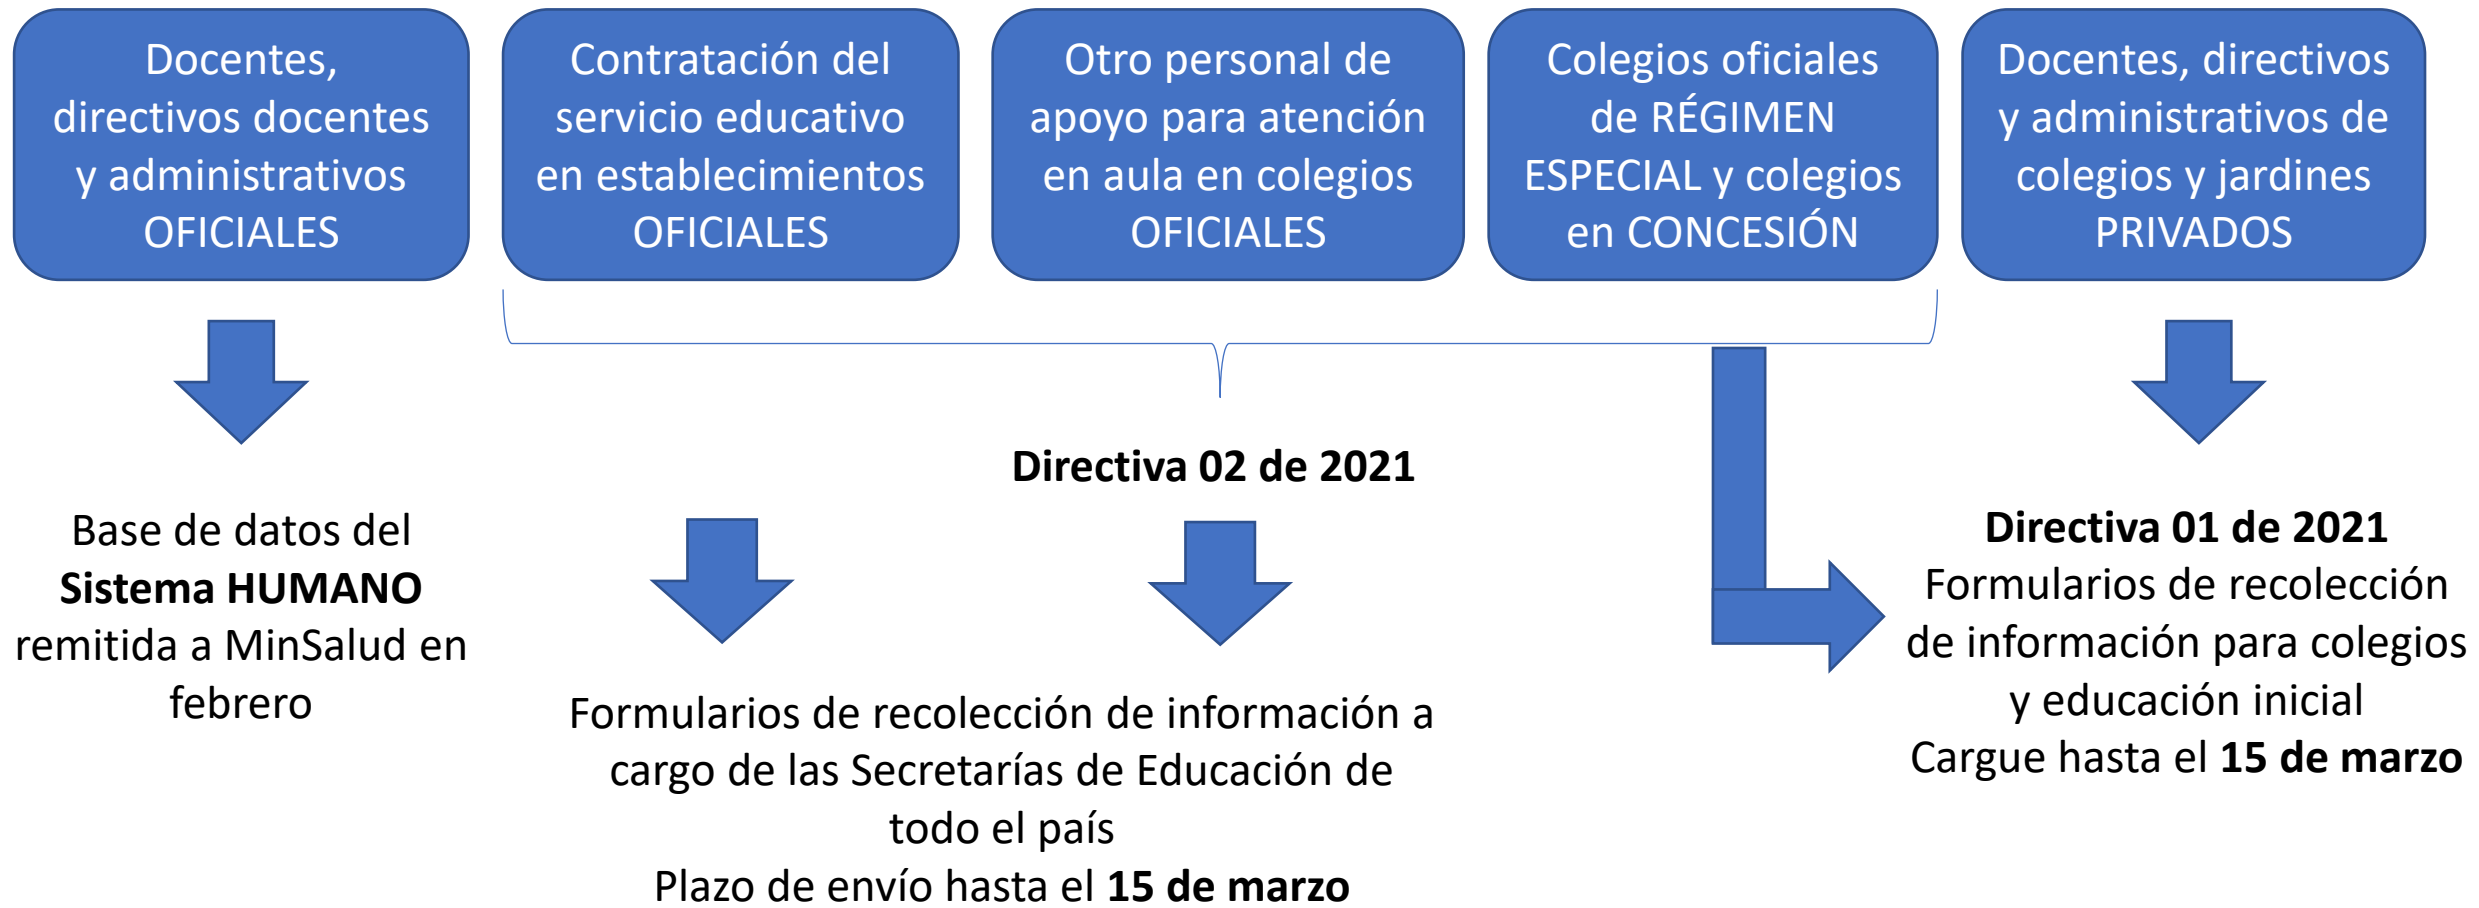 Docentes,
directivos docentes
y administrativos
OFICIALES
Contratación del
servicio educativo
en establecimientos
OFICIALES
Otro personal de
apoyo para atención
en aula en colegios
OFICIALES
Colegios oficiales
de RÉGIMEN
ESPECIAL y colegios
en CONCESIÓN
Docentes, directivos
y administrativos de
colegios y jardines
PRIVADOS
Base de datos del
Sistema HUMANO
remitida a MinSalud en
febrero
Directiva 02 de 2021
Formularios de recolección de información a
cargo de las Secretarías de Educación de
todo el país
Plazo de envío hasta el 15 de marzo
Directiva 01 de 2021
Formularios de recolección
de información para colegios
y educación inicial
Cargue hasta el 15 de marzo